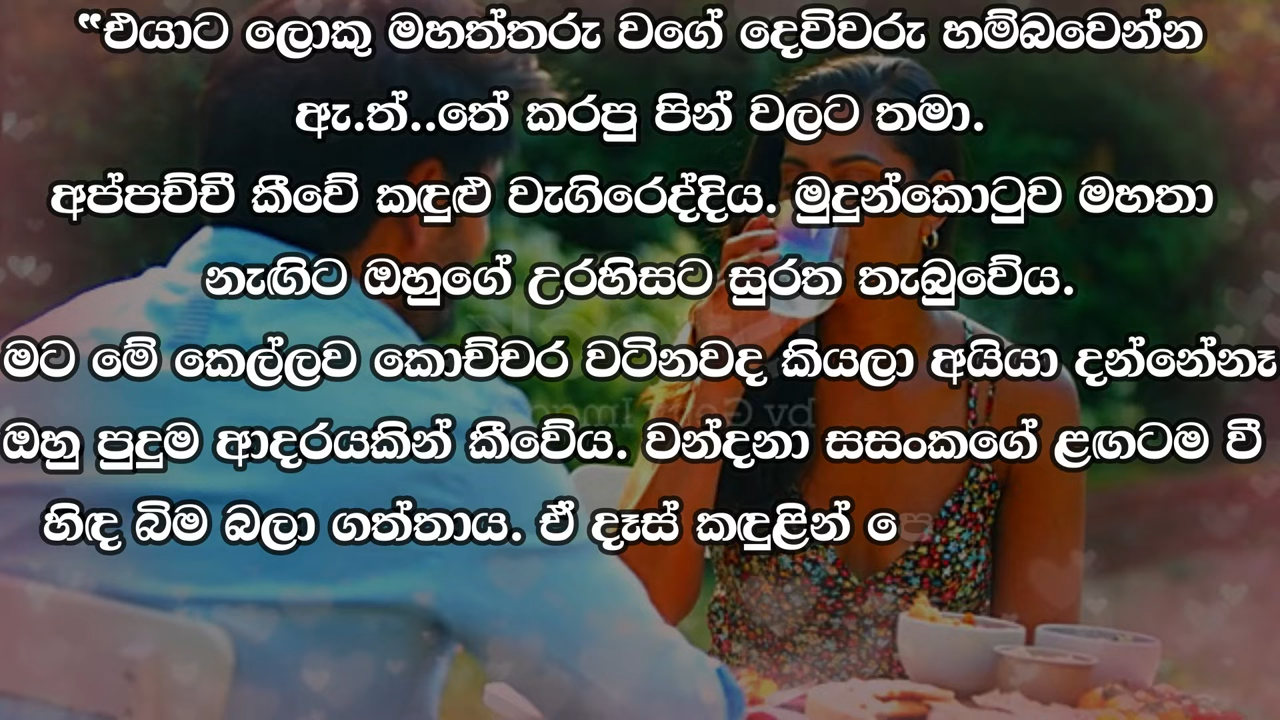 “එයාට ලොකු මහත්තරු වගේ දෙවිවරු හම්බවෙන්න
ඇ.ත්..තේ කරපු පින් වලට තමා.
අප්පච්චී කීවේ කඳුළු වැගිරෙද්දිය. මුදුන්කොටුව මහතා
නැඟිට ඔහුගේ උරහිසට සුරත තැබුවේය.
මට මේ කෙල්ලව කොච්චර වටිනවද කියලා අයියා දන්නේනෑ
ඔහු පුදුම ආදරයකින් කීවේය. වන්දනා සසංකගේ ළඟටම වී
හිඳ බිම බලා ගත්තාය. ඒ දෑස් කඳුළින් පෙ